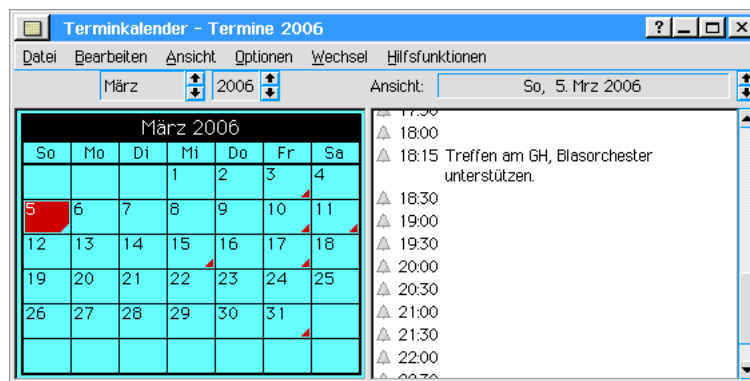 Terminkalender - Termine 2006
Datei Bearbeiten Ansicht Optionen Wechsel Hilfsfunktionen
März 2006 Ansicht: So, 5. Mrz 2006
März 2006
So Mo Di Mi Do Fr Sa
1 2 3 4
5 6 7 8 9 10 11
12 13 14 15 16 17 18
19 20 21 22 23 24 25
26 27 28 29 30 31
17:30
18:00
18:15 Treffen am GH, Blasorchester
unterstützen.
18:30
19:00
19:30
20:00
20:30
21:00
21:30
22:00